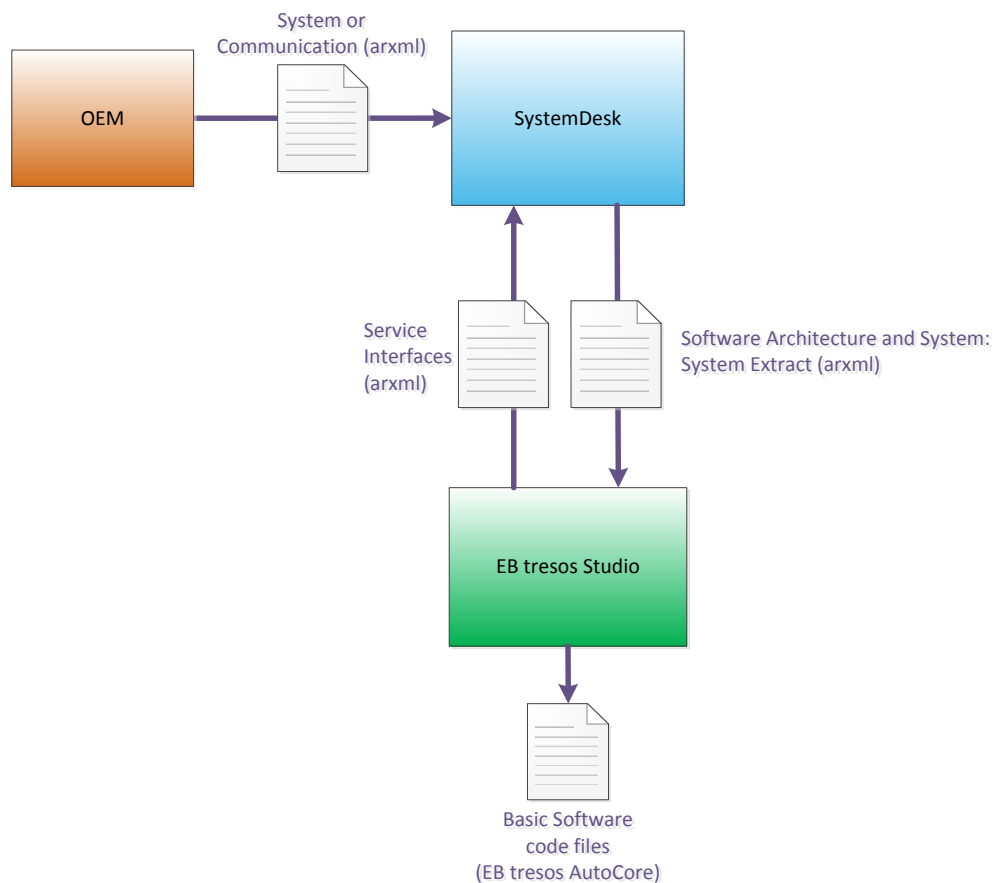 System or
Communication (arxml)
OEM
SystemDesk
Service
Interfaces
(arxml)
Software Architecture and System:
System Extract (arxml)
EB tresos Studio
Basic Software
code files
(EB tresos AutoCore)